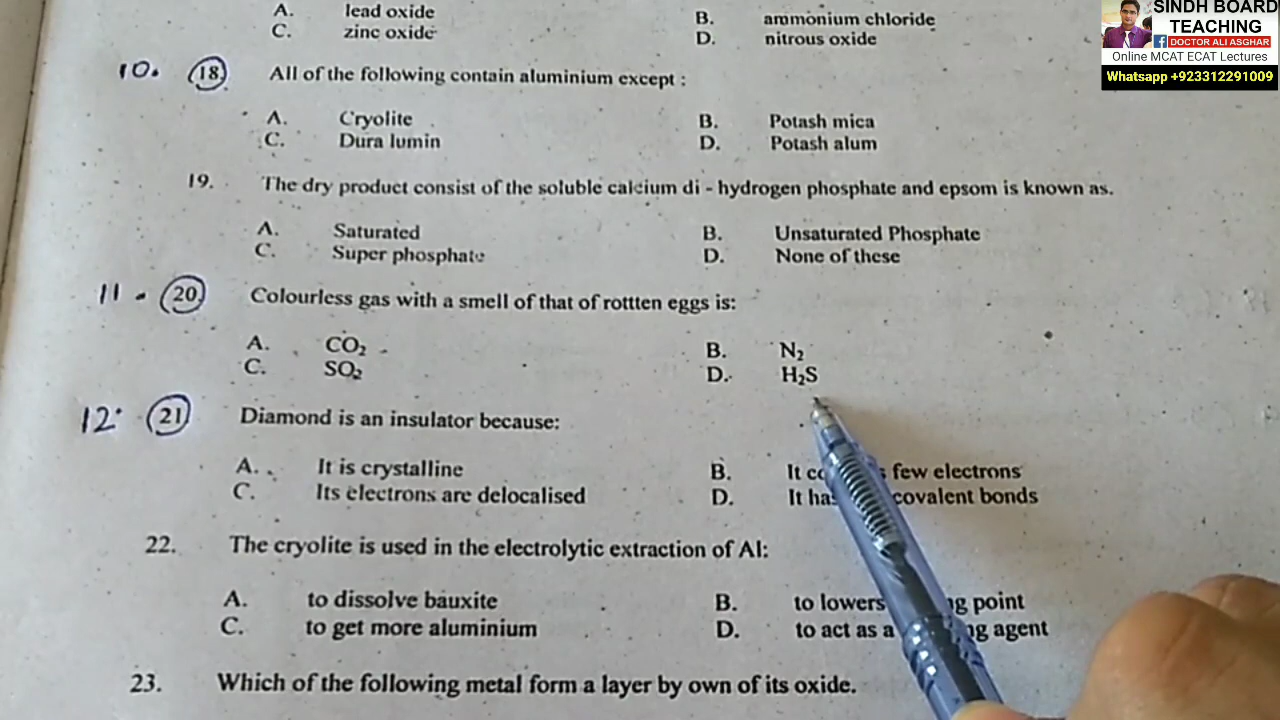 A. lead oxide B. ammonium chloride
C. zinc oxide D. nitrous oxide
10. 18. All of the following contain aluminium except :
A. Cryolite B. Potash mica
C. Dura lumin D. Potash alum
19. The dry product consist of the soluble calcium di - hydrogen phosphate and epsom is known as.
A. Saturated B. Unsaturated Phosphate
C. Super phosphate D. None of these
11 - 20. Colourless gas with a smell of that of rottten eggs is:
A. CO₂ B. N₂
C. SO₂ D. H₂S
12. 21 Diamond is an insulator because:
A. It is crystalline B. It few electrons
C. Its electrons are delocalised D. It has covalent bonds
22. The cryolite is used in the electrolytic extraction of Al:
A. to dissolve bauxite B. to lowers point
C. to get more aluminium D. to act as a agent
23. Which of the following metal form a layer by own of its oxide.
SINDH BOARD
TEACHING
DOCTOR ALI ASGHAR
Online MCAT ECAT Lectures
Whatsapp +923312291009